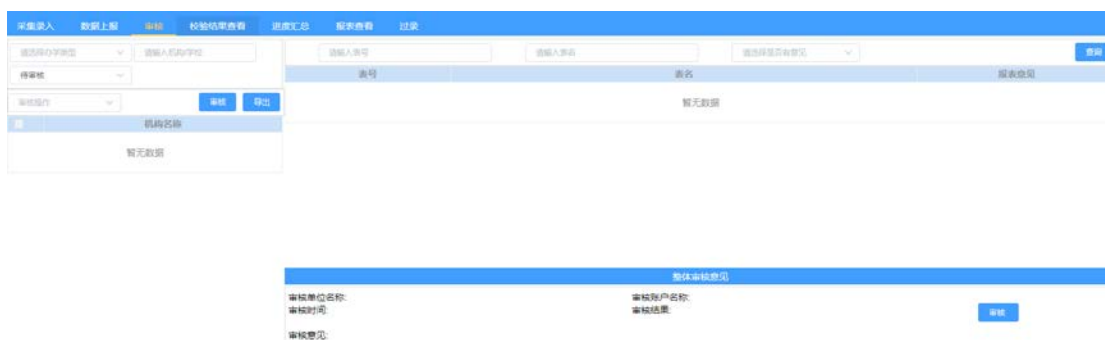 采集录入 数据上报 审核 校验结果查看 进度汇总 报表查看 过录
请选择办学类型 请输入机构/学校
待审核
审核操作 审核 导出
机构名称
暂无数据
请输入表号 请输入表名 请选择是否有意见 查询
表号 表名 报表意见
暂无数据
整体审核意见
审核单位名称: 审核账户名称:
审核时间: 审核结果: 审核
审核意见: